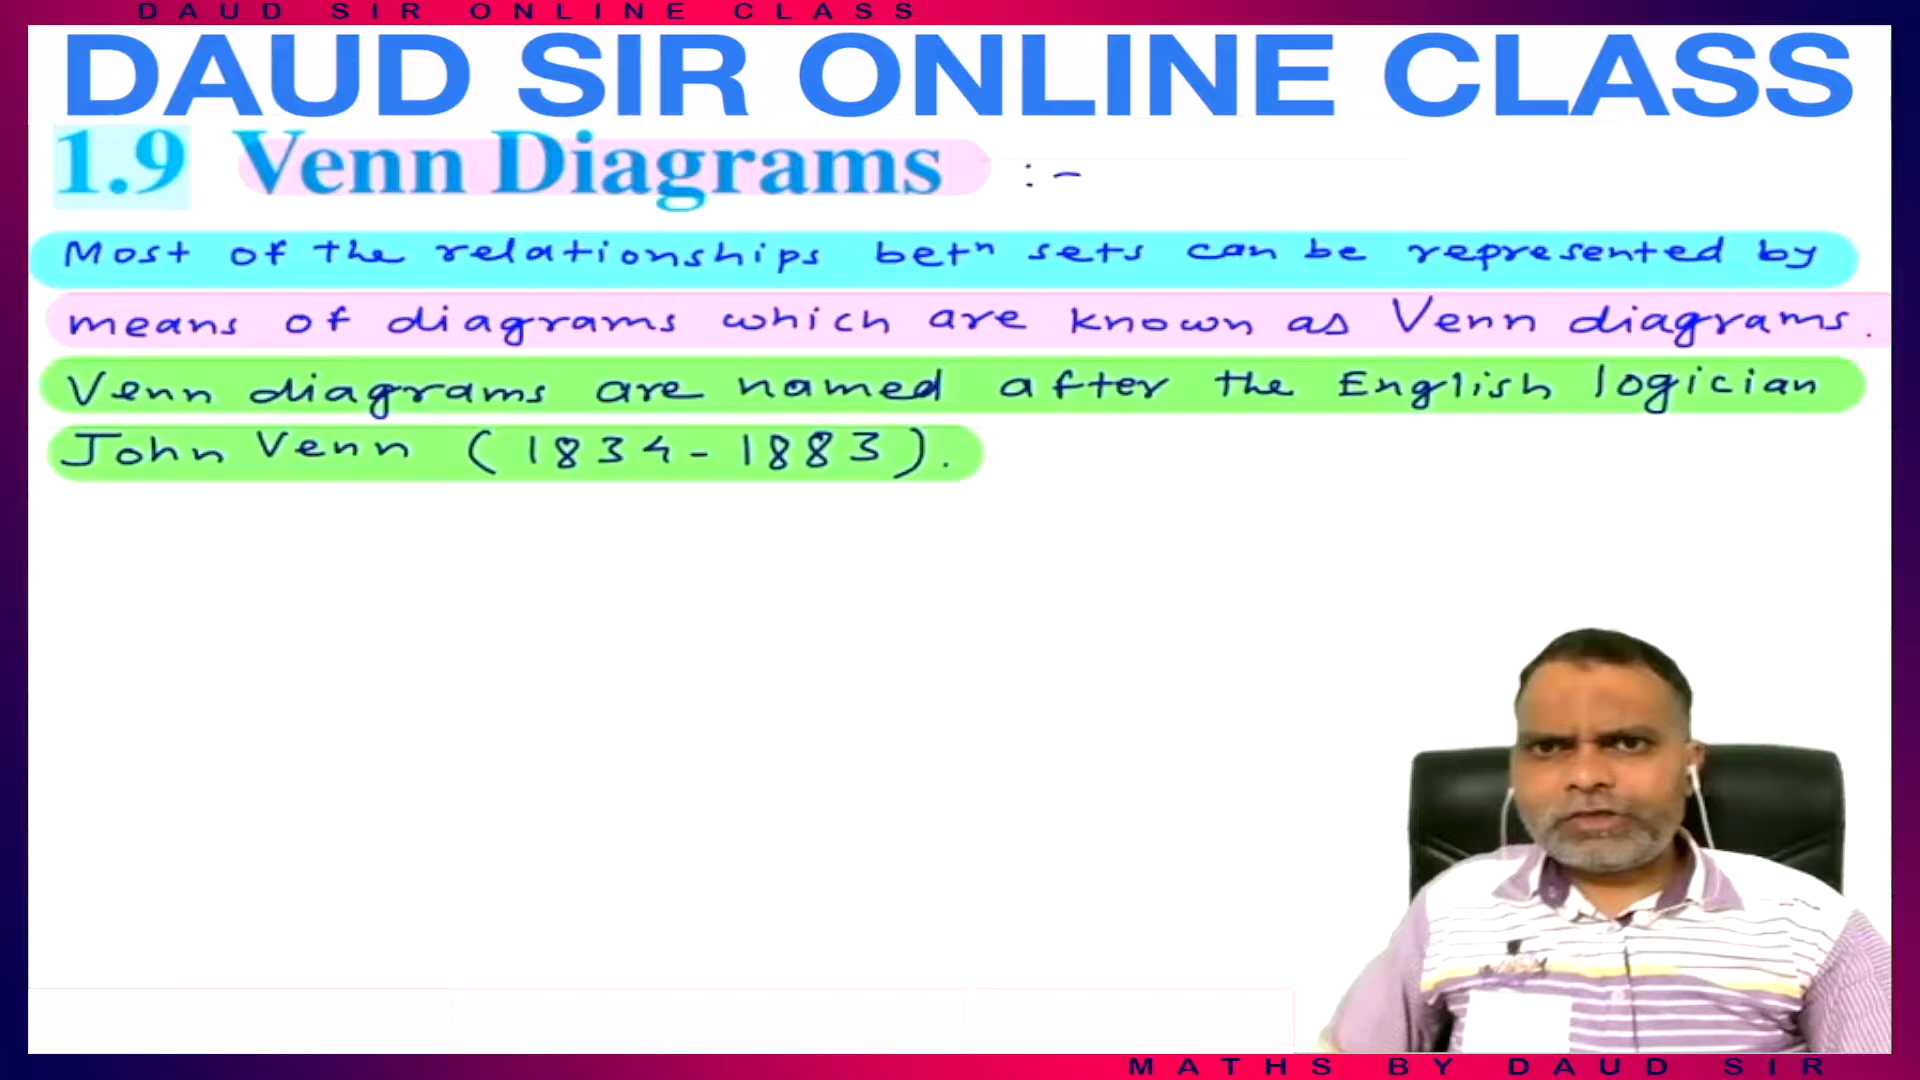 DAUD SIR ONLINE CLASS
DAUD SIR ONLINE CLASS
1.9 Venn Diagrams :-
Most of the relationships betⁿ sets can be represented by
means of diagrams which are known as Venn diagrams.
Venn diagrams are named after the English logician
John Venn (1834-1883).
MATHS BY DAUD SIR